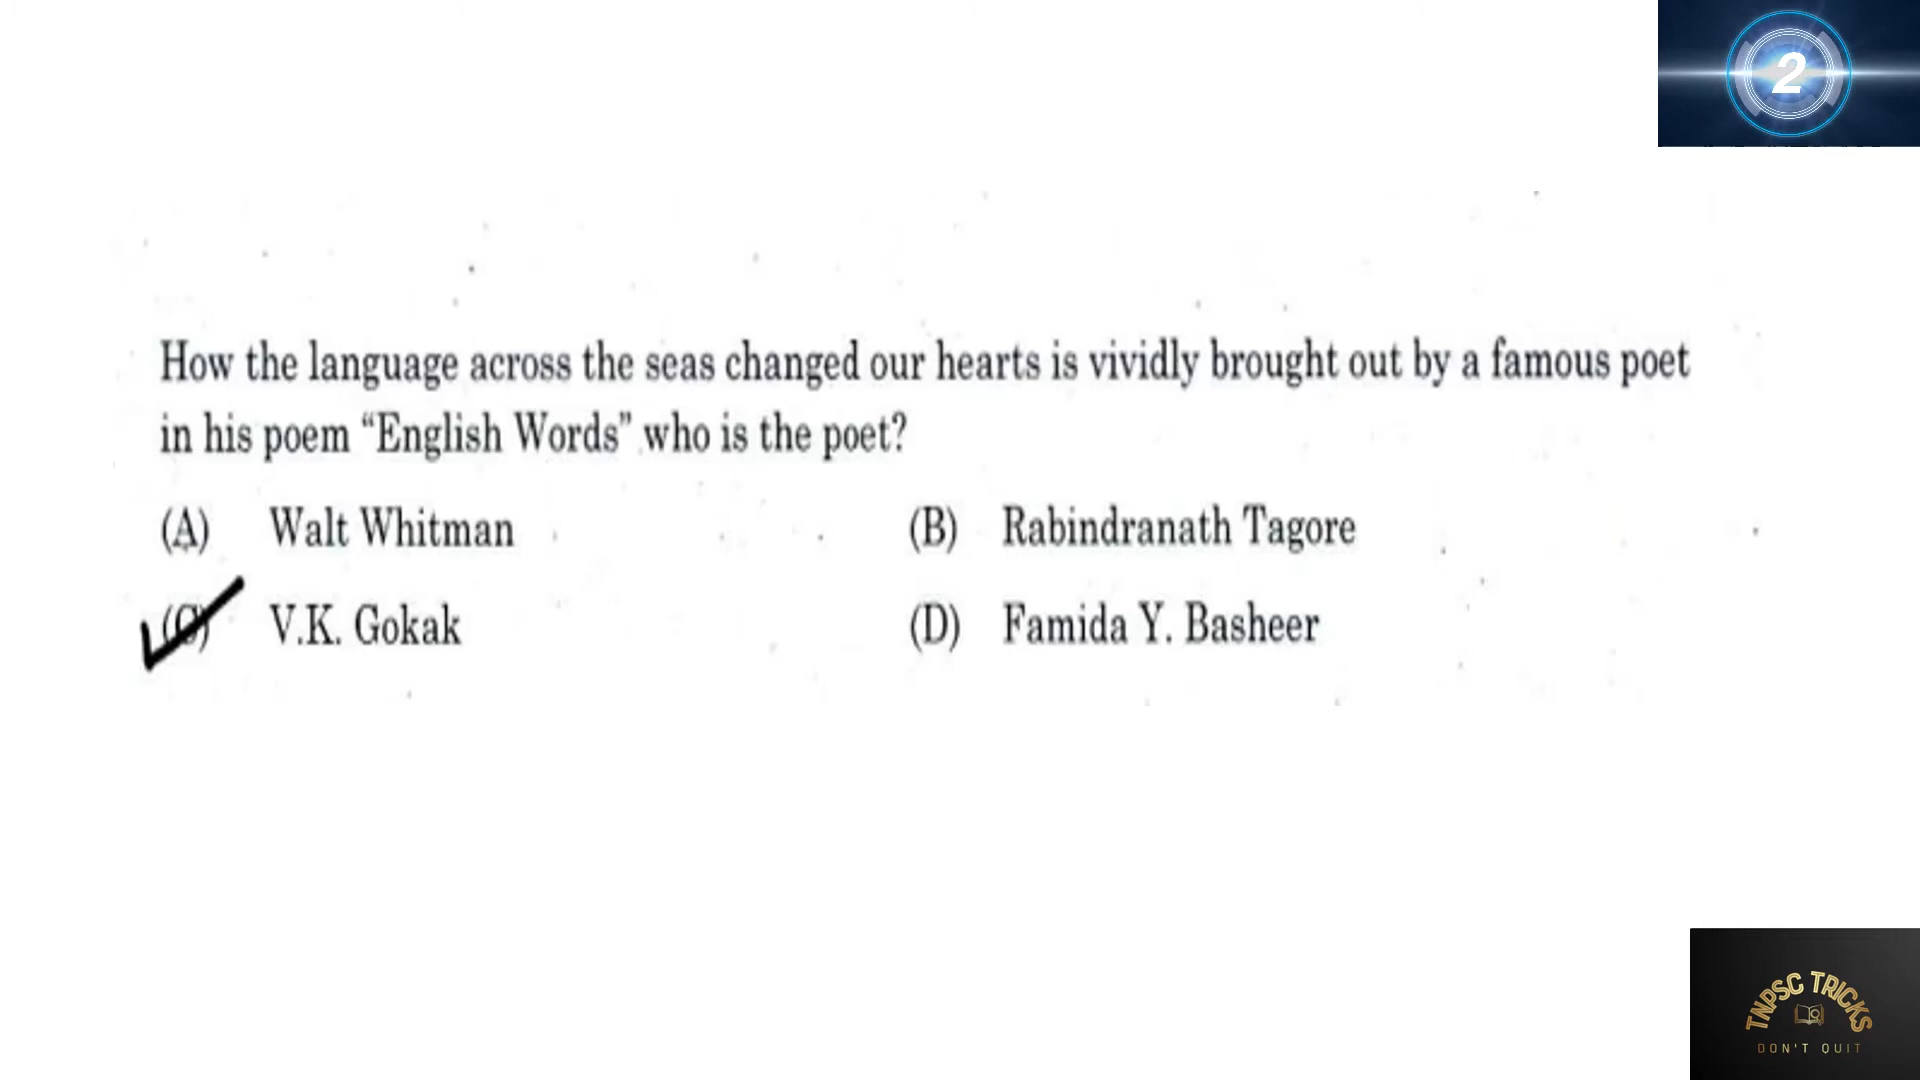 2
How the language across the seas changed our hearts is vividly brought out by a famous poet
in his poem “English Words” who is the poet?
(A) Walt Whitman (B) Rabindranath Tagore
(C) V.K. Gokak (D) Famida Y. Basheer
TNPSC TRICKS
DON'T QUIT